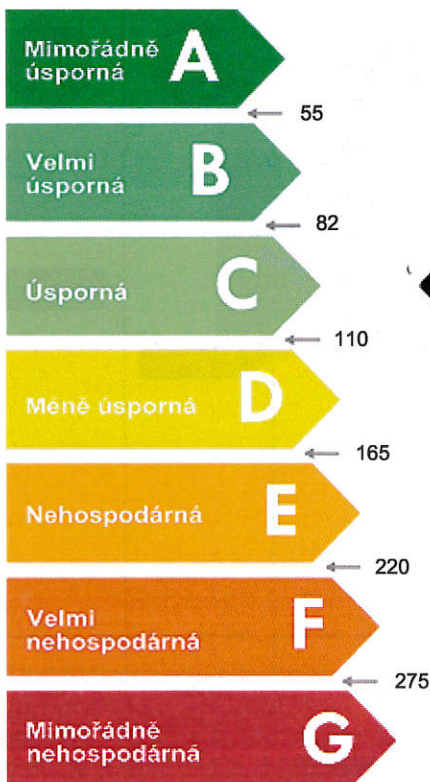 Mimořádně
úsporná
A
55
Velmi
úsporná
B
82
Úsporná
C
110
Méně úsporná
D
165
Nehospodárná
E
220
Velmi
nehospodárná
F
275
Mimořádně
nehospodárná
G